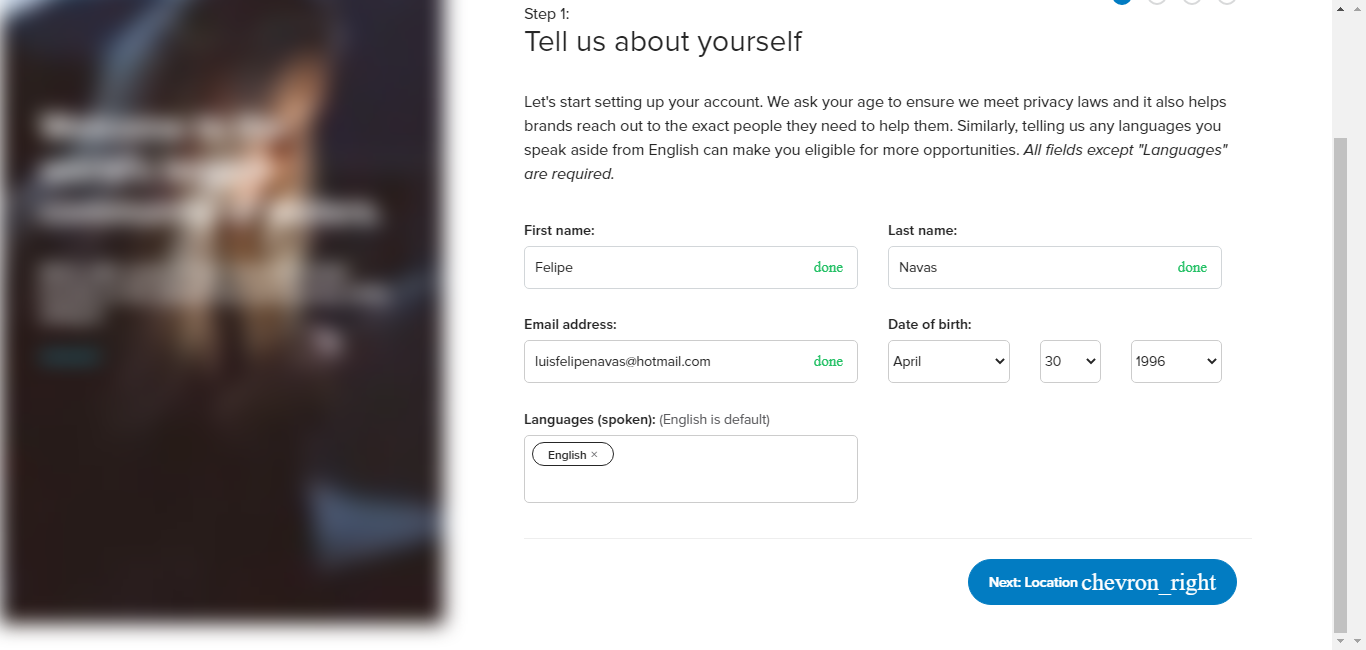 Step 1:
Tell us about yourself
Let's start setting up your account. We ask your age to ensure we meet privacy laws and it also helps
brands reach out to the exact people they need to help them. Similarly, telling us any languages you
speak aside from English can make you eligible for more opportunities. All fields except "Languages"
are required.
First name:
Last name:
Felipe done
Navas done
Email address:
Date of birth:
luisfelipenavas@hotmail.com done
April 30 1996
Languages (spoken): (English is default)
English ×
Next: Location chevron_right